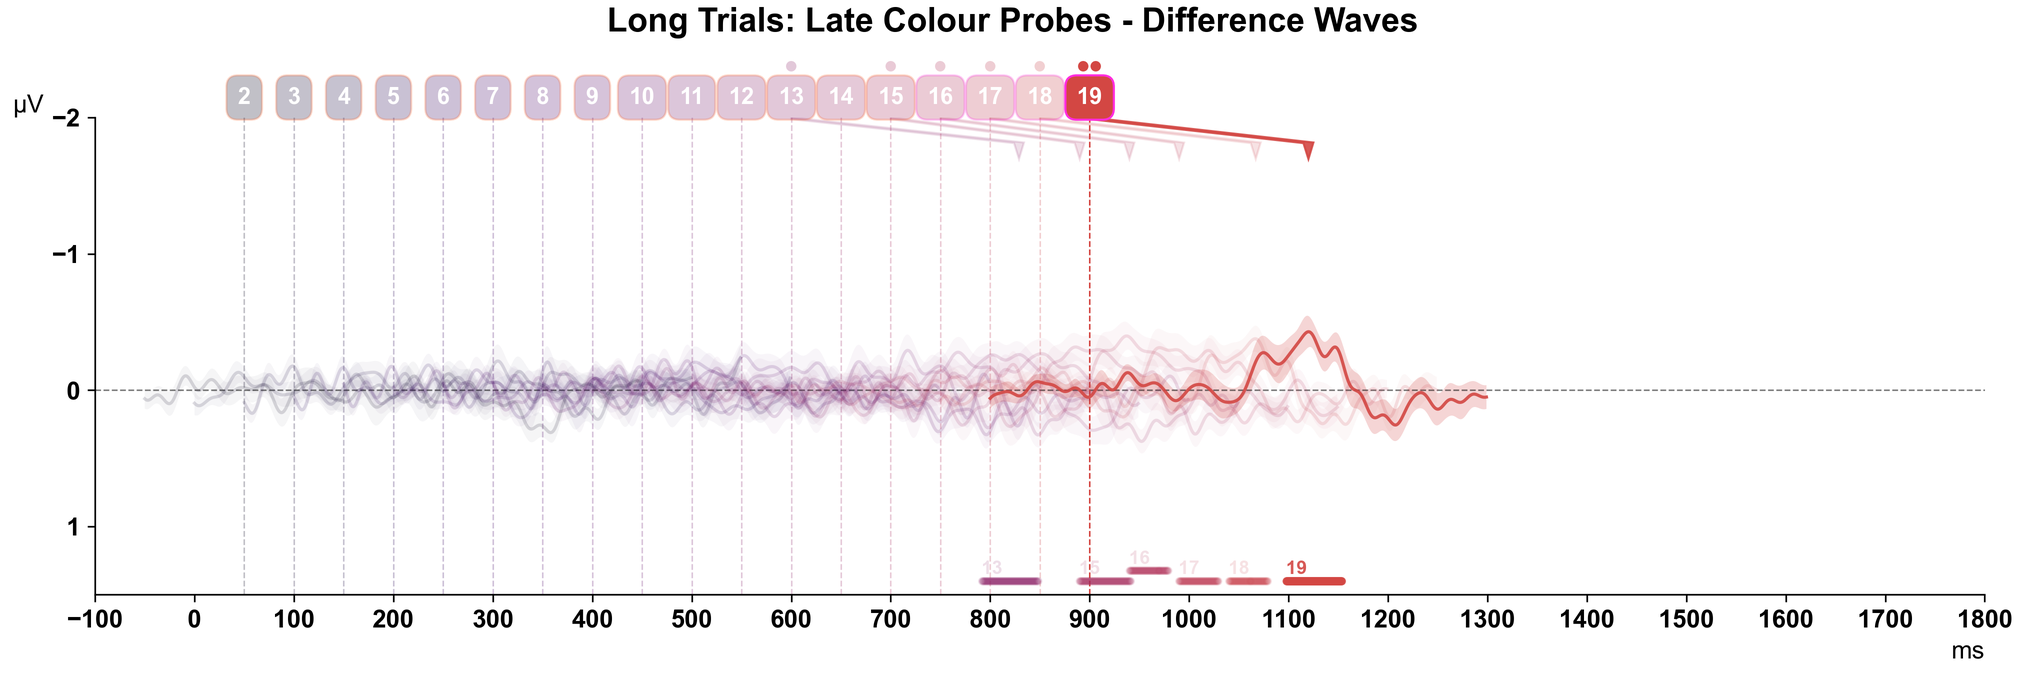 Long Trials: Late Colour Probes - Difference Waves
2 3 4 5 6 7 8 9 10 11 12 13 14 15 16 17 18 19
µV
−2
−1
0
1
13 15 16 17 18 19
−100 0 100 200 300 400 500 600 700 800 900 1000 1100 1200 1300 1400 1500 1600 1700 1800
ms